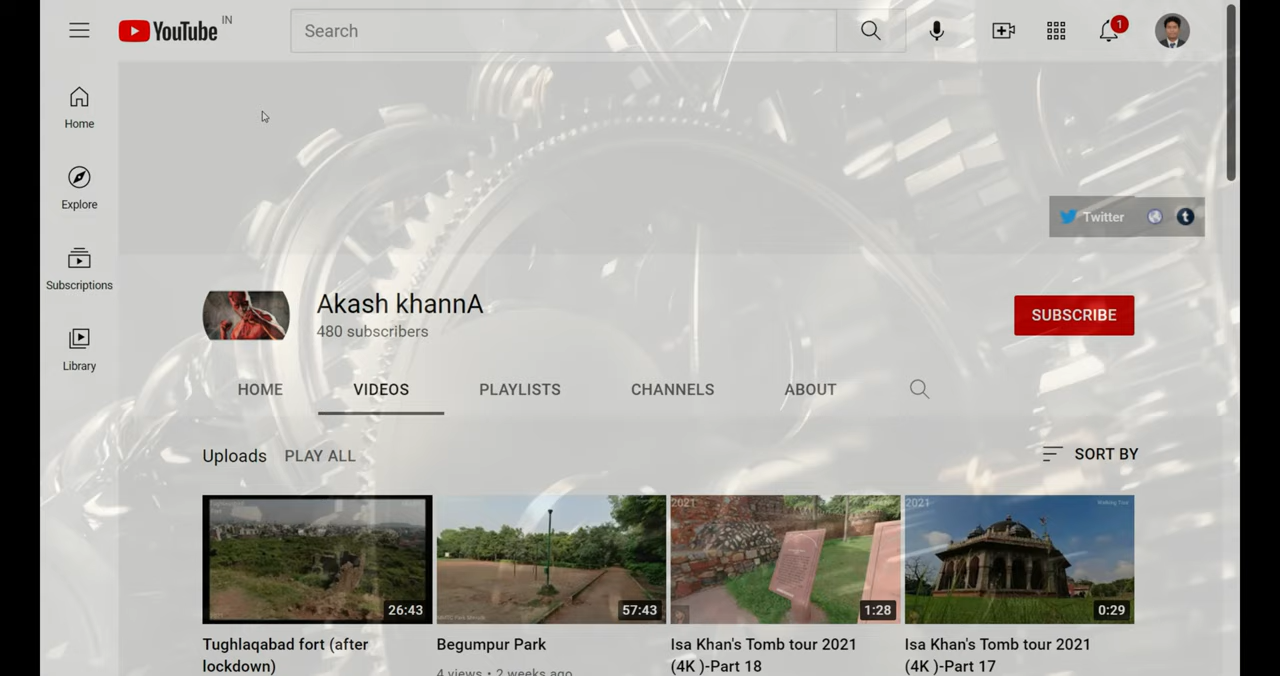 YouTube IN
Search
1
Home
Explore
Subscriptions
Library
Twitter
Akash khannA
480 subscribers
SUBSCRIBE
HOME VIDEOS PLAYLISTS CHANNELS ABOUT
Uploads PLAY ALL
SORT BY
2021
2021
Walking Tour
26:43
57:43
1:28
0:29
Tughlaqabad fort (after
lockdown)
Begumpur Park
4 views • 2 weeks ago
Isa Khan's Tomb tour 2021
(4K )-Part 18
Isa Khan's Tomb tour 2021
(4K )-Part 17